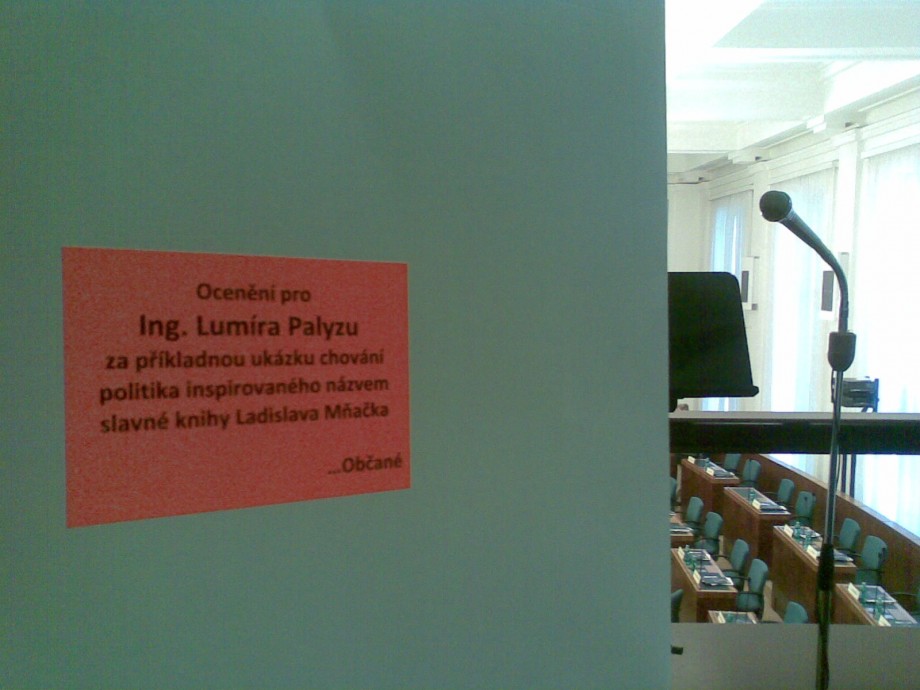 Ocenění pro
Ing. Lumíra Palyzu
za příkladnou ukázku chování
politika inspirovaného názvem
slavné knihy Ladislava Mňačka
...Občané